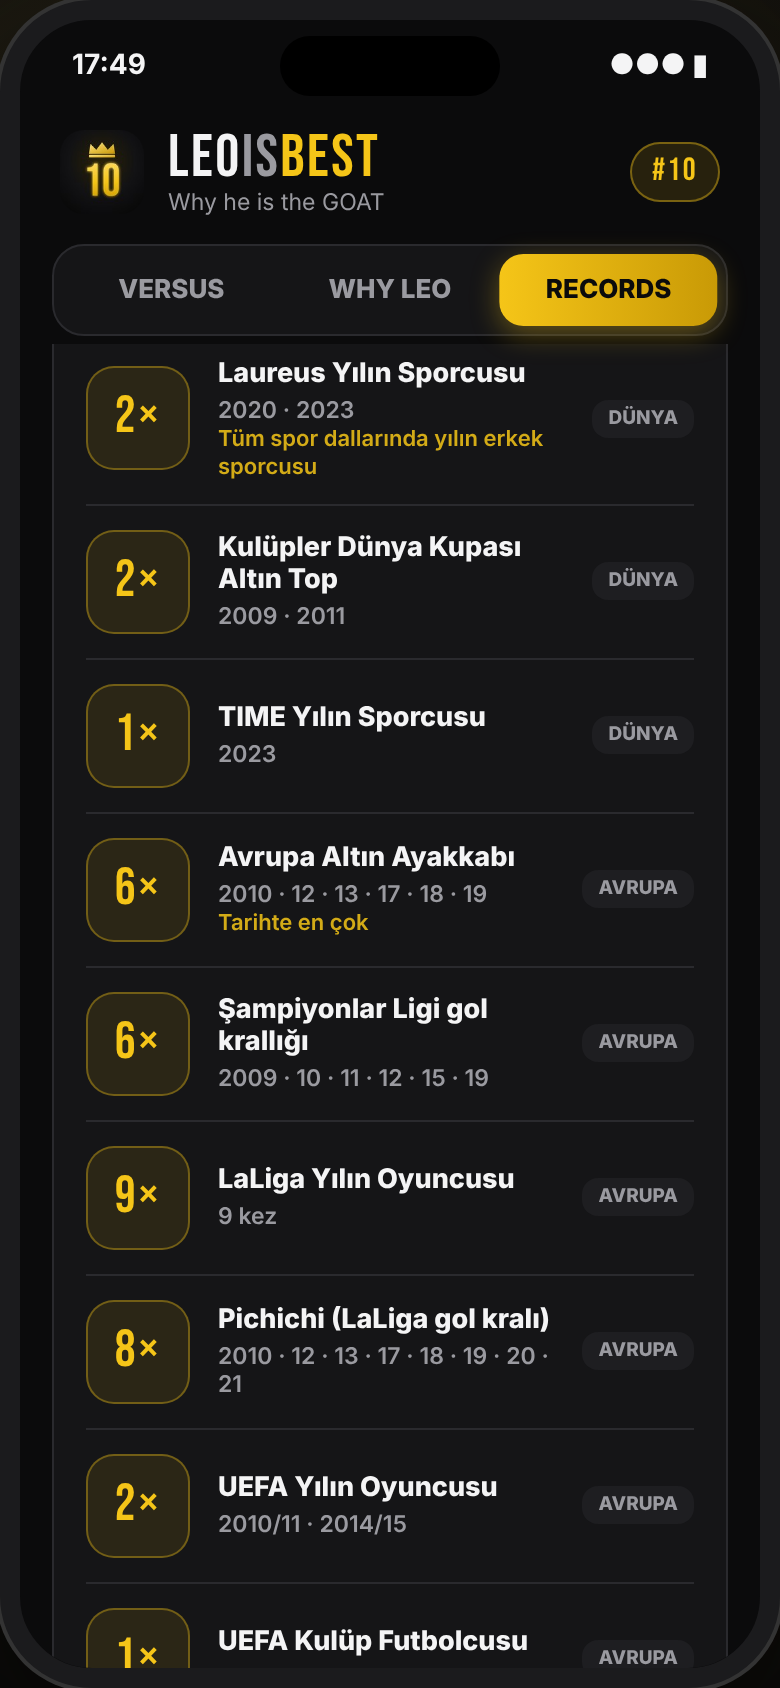 17:49
10
LEOISBEST
Why he is the GOAT
#10
VERSUS
WHY LEO
RECORDS
2×
Laureus Yılın Sporcusu
2020 · 2023
Tüm spor dallarında yılın erkek
sporcusu
DÜNYA
2×
Kulüpler Dünya Kupası
Altın Top
2009 · 2011
DÜNYA
1×
TIME Yılın Sporcusu
2023
DÜNYA
6×
Avrupa Altın Ayakkabı
2010 · 12 · 13 · 17 · 18 · 19
Tarihte en çok
AVRUPA
6×
Şampiyonlar Ligi gol
krallığı
2009 · 10 · 11 · 12 · 15 · 19
AVRUPA
9×
LaLiga Yılın Oyuncusu
9 kez
AVRUPA
8×
Pichichi (LaLiga gol kralı)
2010 · 12 · 13 · 17 · 18 · 19 · 20 ·
21
AVRUPA
2×
UEFA Yılın Oyuncusu
2010/11 · 2014/15
AVRUPA
1×
UEFA Kulüp Futbolcusu
AVRUPA